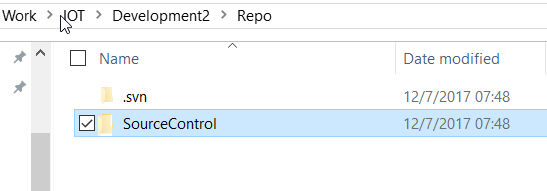 Work > IOT > Development2 > Repo
Name Date modified
.svn 12/7/2017 07:48
SourceControl 12/7/2017 07:48